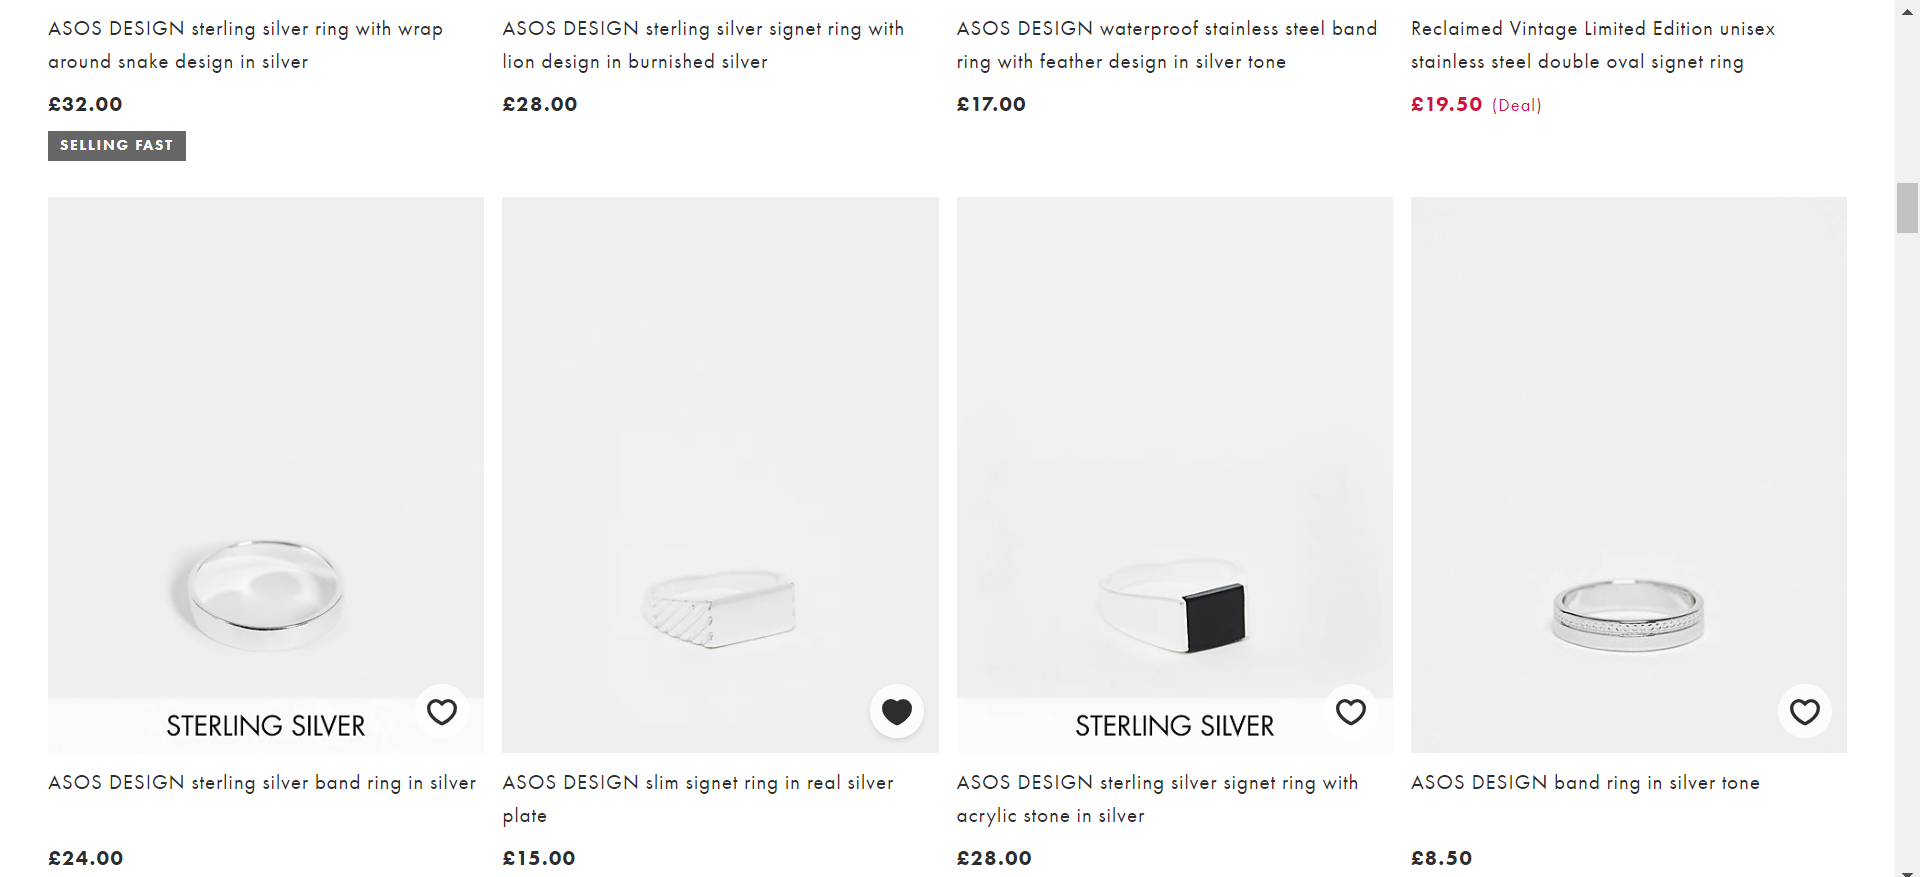 ASOS DESIGN sterling silver ring with wrap
around snake design in silver
£32.00
SELLING FAST
ASOS DESIGN sterling silver signet ring with
lion design in burnished silver
£28.00
ASOS DESIGN waterproof stainless steel band
ring with feather design in silver tone
£17.00
Reclaimed Vintage Limited Edition unisex
stainless steel double oval signet ring
£19.50 (Deal)
STERLING SILVER
ASOS DESIGN sterling silver band ring in silver
£24.00
ASOS DESIGN slim signet ring in real silver
plate
£15.00
STERLING SILVER
ASOS DESIGN sterling silver signet ring with
acrylic stone in silver
£28.00
ASOS DESIGN band ring in silver tone
£8.50